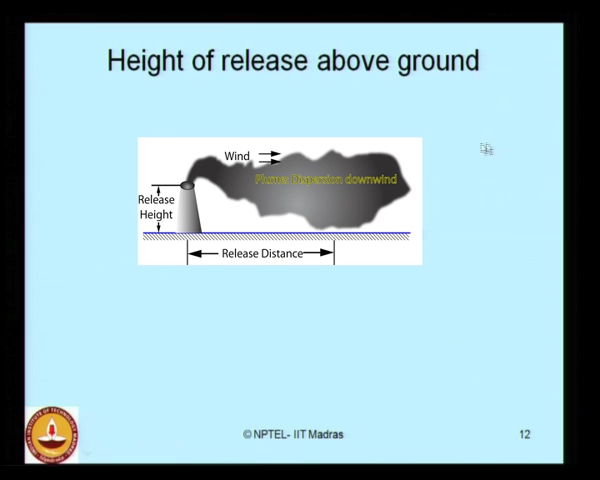 Height of release above ground
Wind
Plume Dispersion downwind
Release
Height
Release Distance
© NPTEL- IIT Madras
12